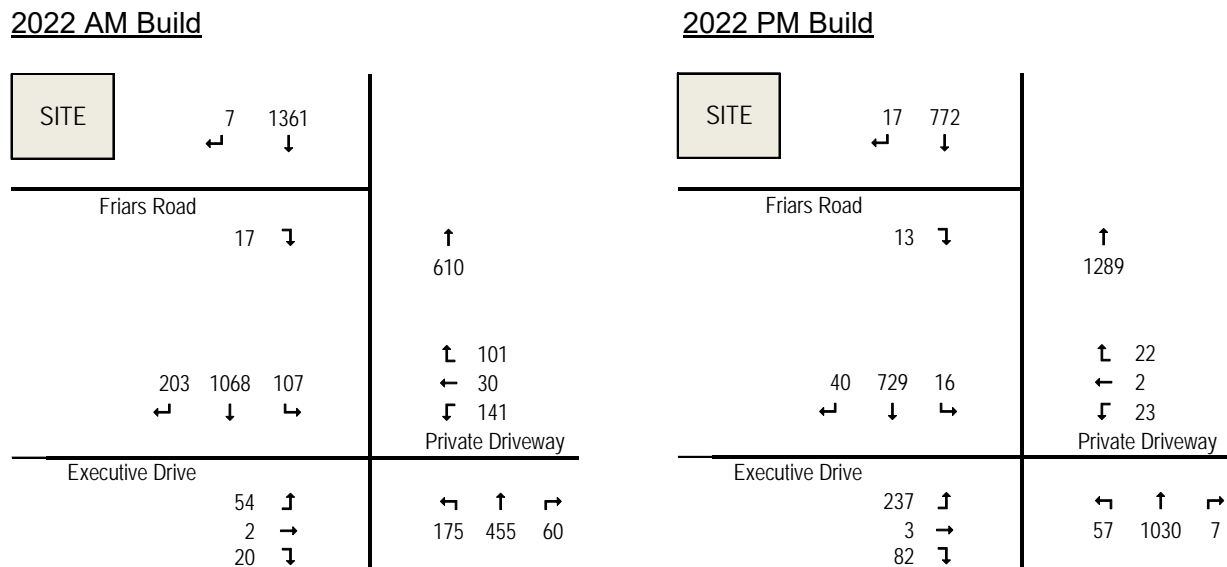 2022 AM Build
SITE
7 1361
Friars Road
17
610
101
203 1068 107
30
141
Private Driveway
Executive Drive
54
2
175 455 60
20
2022 PM Build
SITE
17 772
Friars Road
13
1289
22
40 729 16
2
23
Private Driveway
Executive Drive
237
3
57 1030 7
82